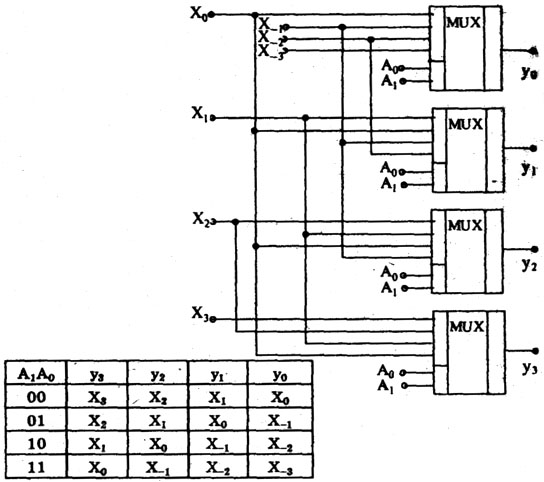 X₀
X₋₁
X₋₂
X₋₃
MUX
A₀
A₁
y₀
X₁
MUX
A₀
A₁
y₁
X₂
MUX
A₀
A₁
y₂
X₃
MUX
A₀
A₁
y₃
A₁A₀ y₃ y₂ y₁ y₀
00 X₃ X₂ X₁ X₀
01 X₂ X₁ X₀ X₋₁
10 X₁ X₀ X₋₁ X₋₂
11 X₀ X₋₁ X₋₂ X₋₃